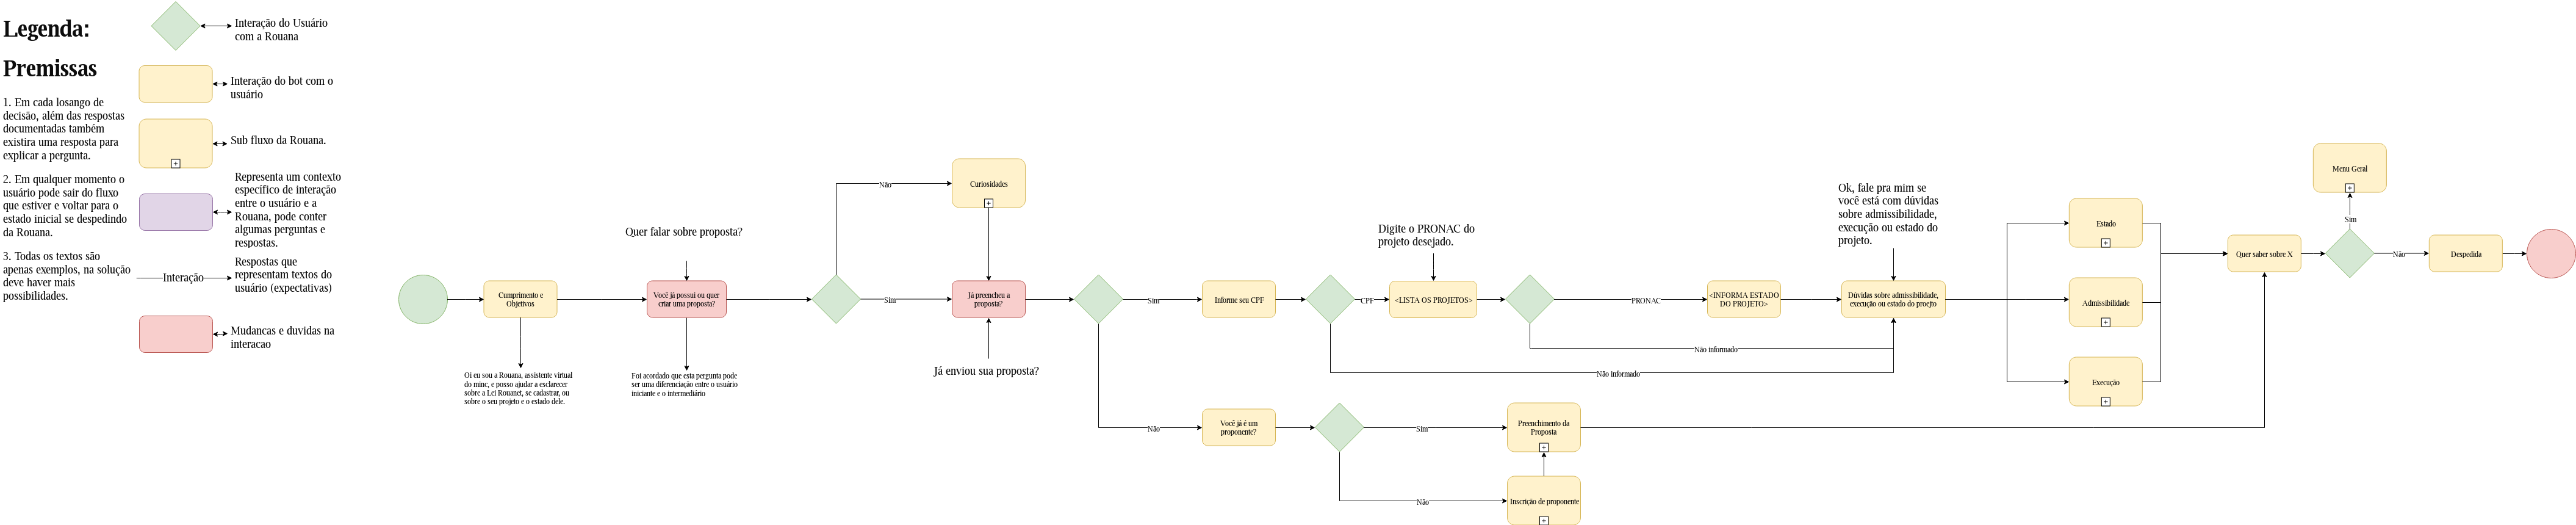 Legenda:
Premissas
1. Em cada losango de
decisão, além das respostas
documentadas também
existira uma resposta para
explicar a pergunta.
2. Em qualquer momento o
usuário pode sair do fluxo
que estiver e voltar para o
estado inicial se despedindo
da Rouana.
3. Todas os textos são
apenas exemplos, na solução
deve haver mais
possibilidades.
Interação do Usuário
com a Rouana
Interação do bot com o
usuário
Sub fluxo da Rouana.
Representa um contexto
específico de interação
entre o usuário e a
Rouana, pode conter
algumas perguntas e
respostas.
Interação
Respostas que
representam textos do
usuário (expectativas)
Mudancas e duvidas na
interacao
Cumprimento e
Objetivos
Oi eu sou a Rouana, assistente virtual
do minc, e posso ajudar a esclarecer
sobre a Lei Rouanet, se cadastrar, ou
sobre o seu projeto e o estado dele.
Quer falar sobre proposta?
Você já possui ou quer
criar uma proposta?
Foi acordado que esta pergunta pode
ser uma diferenciação entre o usuário
iniciante e o intermediário
Não
Sim
Curiosidades
Já preencheu a
proposta?
Já enviou sua proposta?
Sim
Não
Informe seu CPF
CPF
Não informado
Digite o PRONAC do
projeto desejado.
<LISTA OS PROJETOS>
PRONAC
Não informado
<INFORMA ESTADO
DO PROJETO>
Ok, fale pra mim se
você está com dúvidas
sobre admissibilidade,
execução ou estado do
projeto.
Dúvidas sobre admissibilidade,
execução ou estado do proejto
Você já é um
proponente?
Sim
Não
Preenchimento da
Proposta
Inscrição de proponente
Estado
Admissibilidade
Execução
Quer saber sobre X
Sim
Menu Geral
Não
Despedida